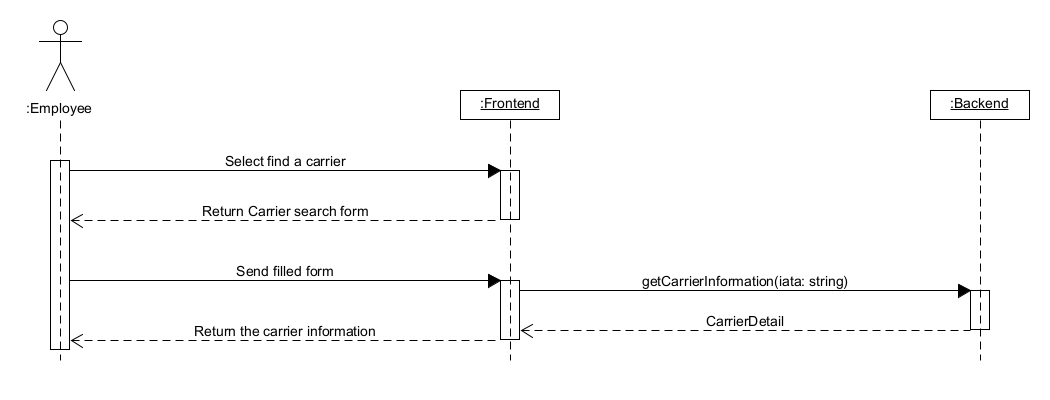 :Employee
:Frontend
:Backend
Select find a carrier
Return Carrier search form
Send filled form
getCarrierInformation(iata: string)
CarrierDetail
Return the carrier information